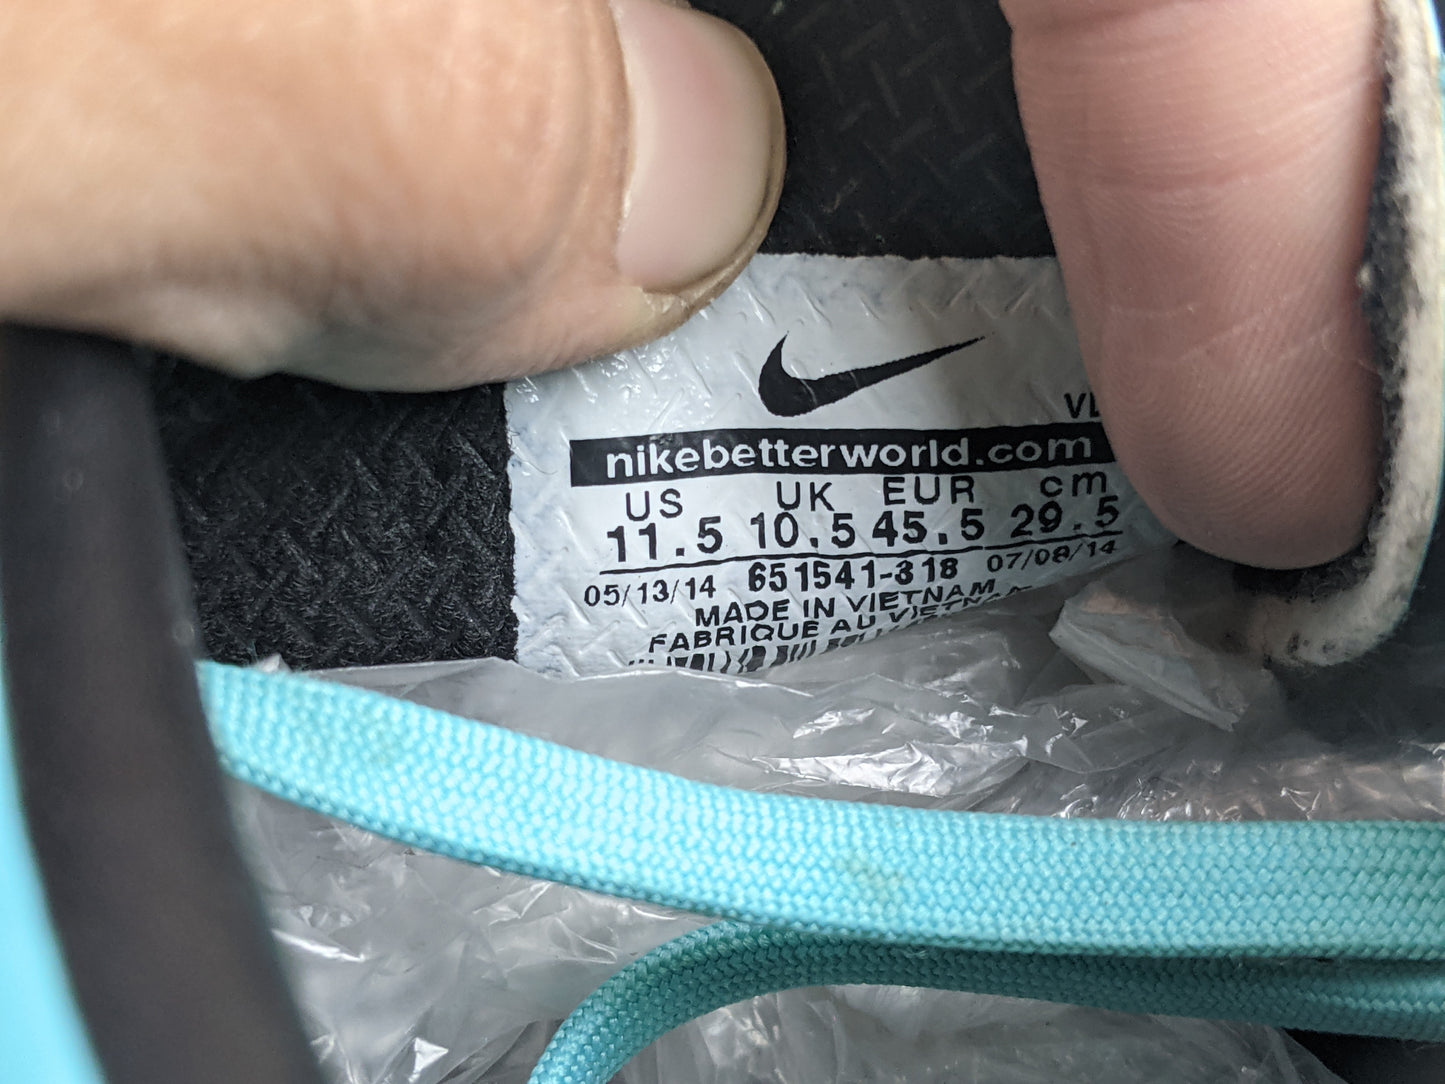 nikebetterworld.com
US UK EUR cm
11.5 10.5 45.5 29.5
05/13/14 651541-318 07/08/14
MADE IN VIETNAM
FABRIQUE AU VIETNAM